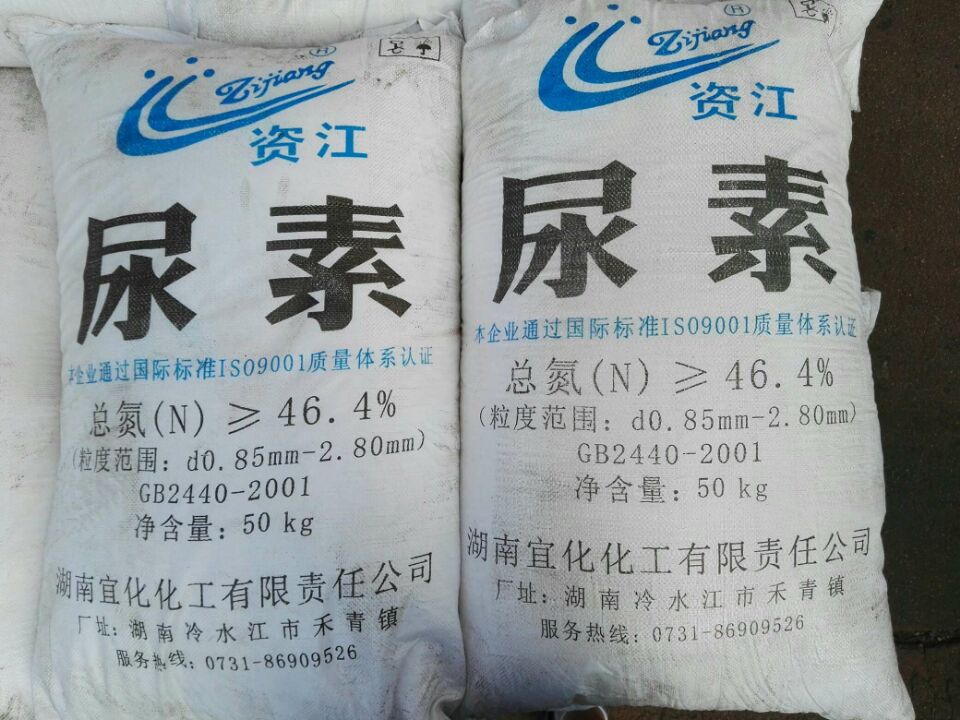 Zijiang
资江
尿素
本企业通过国际标准ISO9001质量体系认证
总氮(N) ≥ 46.4%
(粒度范围: d0.85mm-2.80mm)
GB2440-2001
净含量: 50 kg
湖南宜化化工有限责任公司
厂址: 湖南冷水江市禾青镇
服务热线: 0731-86909526
Zijiang
资江
尿素
本企业通过国际标准ISO9001质量体系认证
总氮(N) ≥ 46.4%
(粒度范围: d0.85mm-2.80mm)
GB2440-2001
净含量: 50 kg
湖南宜化化工有限责任公司
厂址: 湖南冷水江市禾青镇
服务热线: 0731-86909526